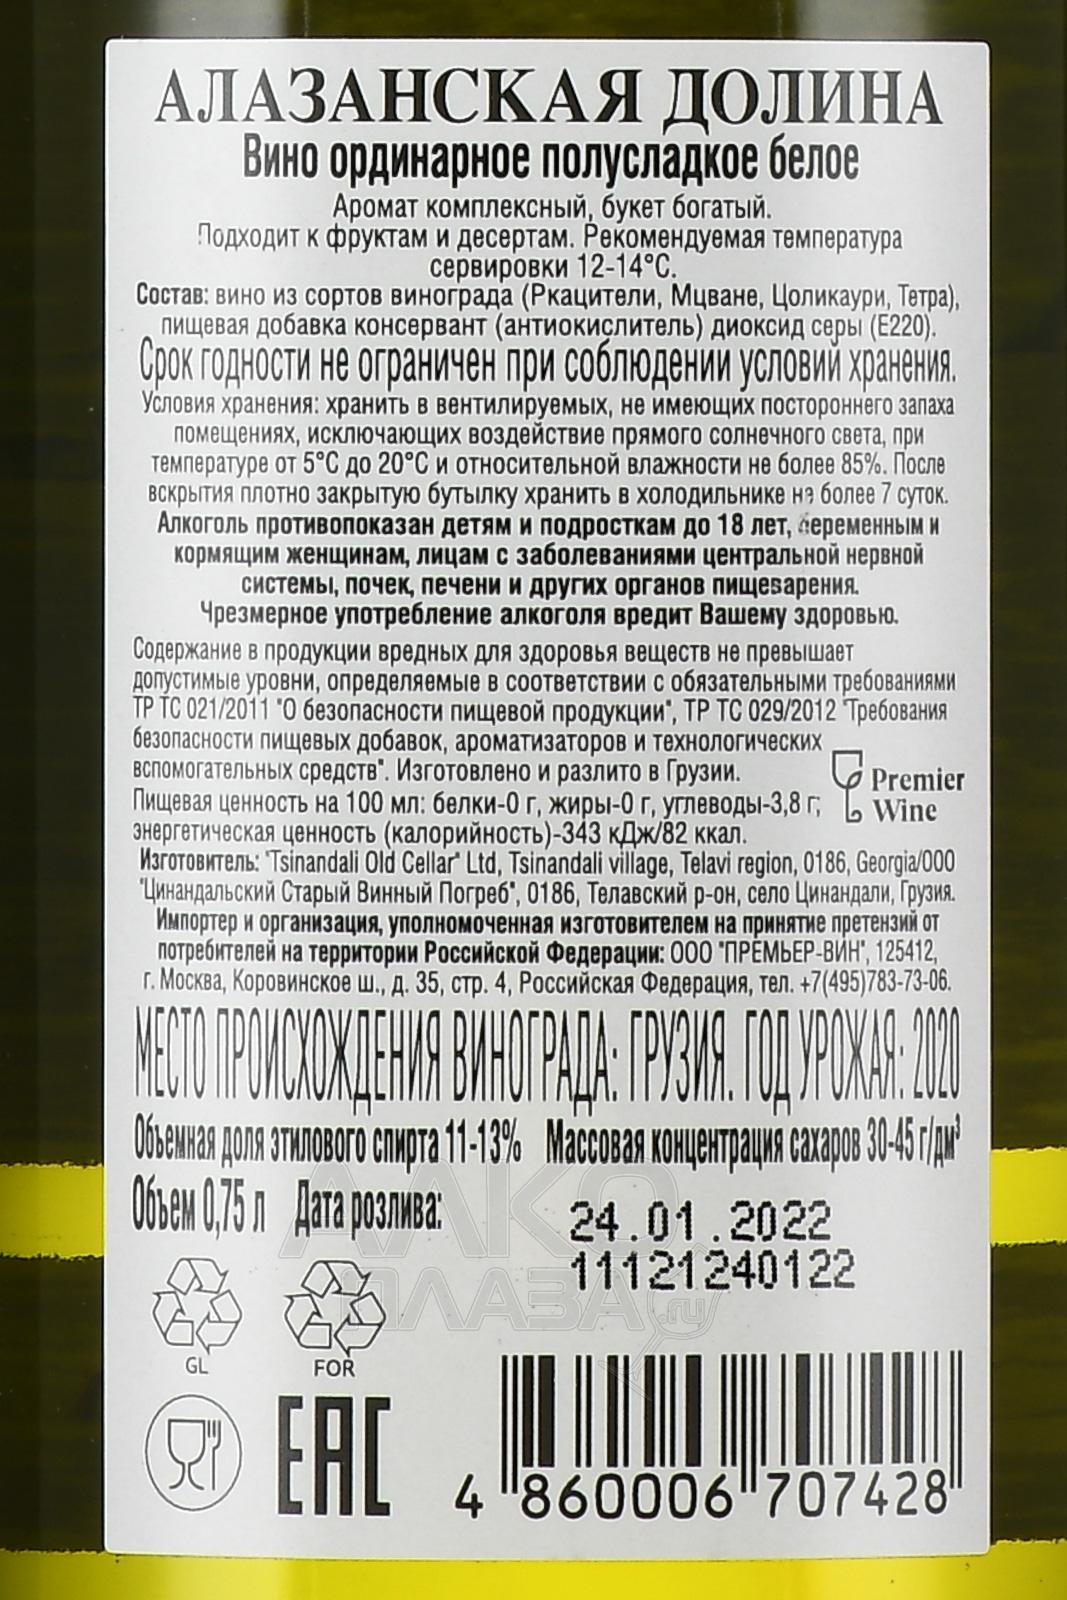 АЛАЗАНСКАЯ ДОЛИНА
Вино ординарное полусладкое белое
Аромат комплексный, букет богатый.
Подходит к фруктам и десертам. Рекомендуемая температура
сервировки 12-14°C.
Состав: вино из сортов винограда (Ркацители, Мцване, Цоликаури, Тетра),
пищевая добавка консервант (антиокислитель) диоксид серы (Е220).
Срок годности не ограничен при соблюдении условий хранения.
Условия хранения: хранить в вентилируемых, не имеющих постороннего запаха
помещениях, исключающих воздействие прямого солнечного света, при
температуре от 5°C до 20°C и относительной влажности не более 85%. После
вскрытия плотно закрытую бутылку хранить в холодильнике не более 7 суток.
Алкоголь противопоказан детям и подросткам до 18 лет, беременным и
кормящим женщинам, лицам с заболеваниями центральной нервной
системы, почек, печени и других органов пищеварения.
Чрезмерное употребление алкоголя вредит Вашему здоровью.
Содержание в продукции вредных для здоровья веществ не превышает
допустимые уровни, определяемые в соответствии с обязательными требованиями
ТР ТС 021/2011 "О безопасности пищевой продукции", ТР ТС 029/2012 "Требования
безопасности пищевых добавок, ароматизаторов и технологических
вспомогательных средств". Изготовлено и разлито в Грузии.
Premier
Wine
Пищевая ценность на 100 мл: белки-0 г, жиры-0 г, углеводы-3,8 г;
энергетическая ценность (калорийность)-343 кДж/82 ккал.
Изготовитель: "Tsinandali Old Cellar" Ltd, Tsinandali village, Telavi region, 0186, Georgia/ООО
"Цинандальский Старый Винный Погреб", 0186, Телавский р-он, село Цинандали, Грузия.
Импортер и организация, уполномоченная изготовителем на принятие претензий от
потребителей на территории Российской Федерации: ООО "ПРЕМЬЕР-ВИН", 125412,
г. Москва, Коровинское ш., д. 35, стр. 4, Российская Федерация, тел. +7(495)783-73-06.
МЕСТО ПРОИСХОЖДЕНИЯ ВИНОГРАДА: ГРУЗИЯ. ГОД УРОЖАЯ: 2020
Объемная доля этилового спирта 11-13% Массовая концентрация сахаров 30-45 г/дм³
Объем 0,75 л Дата розлива:
24.01.2022
11121240122
АЛКО
ПЛАЗА.ru
GL
FOR
EAC
4 860006 707428